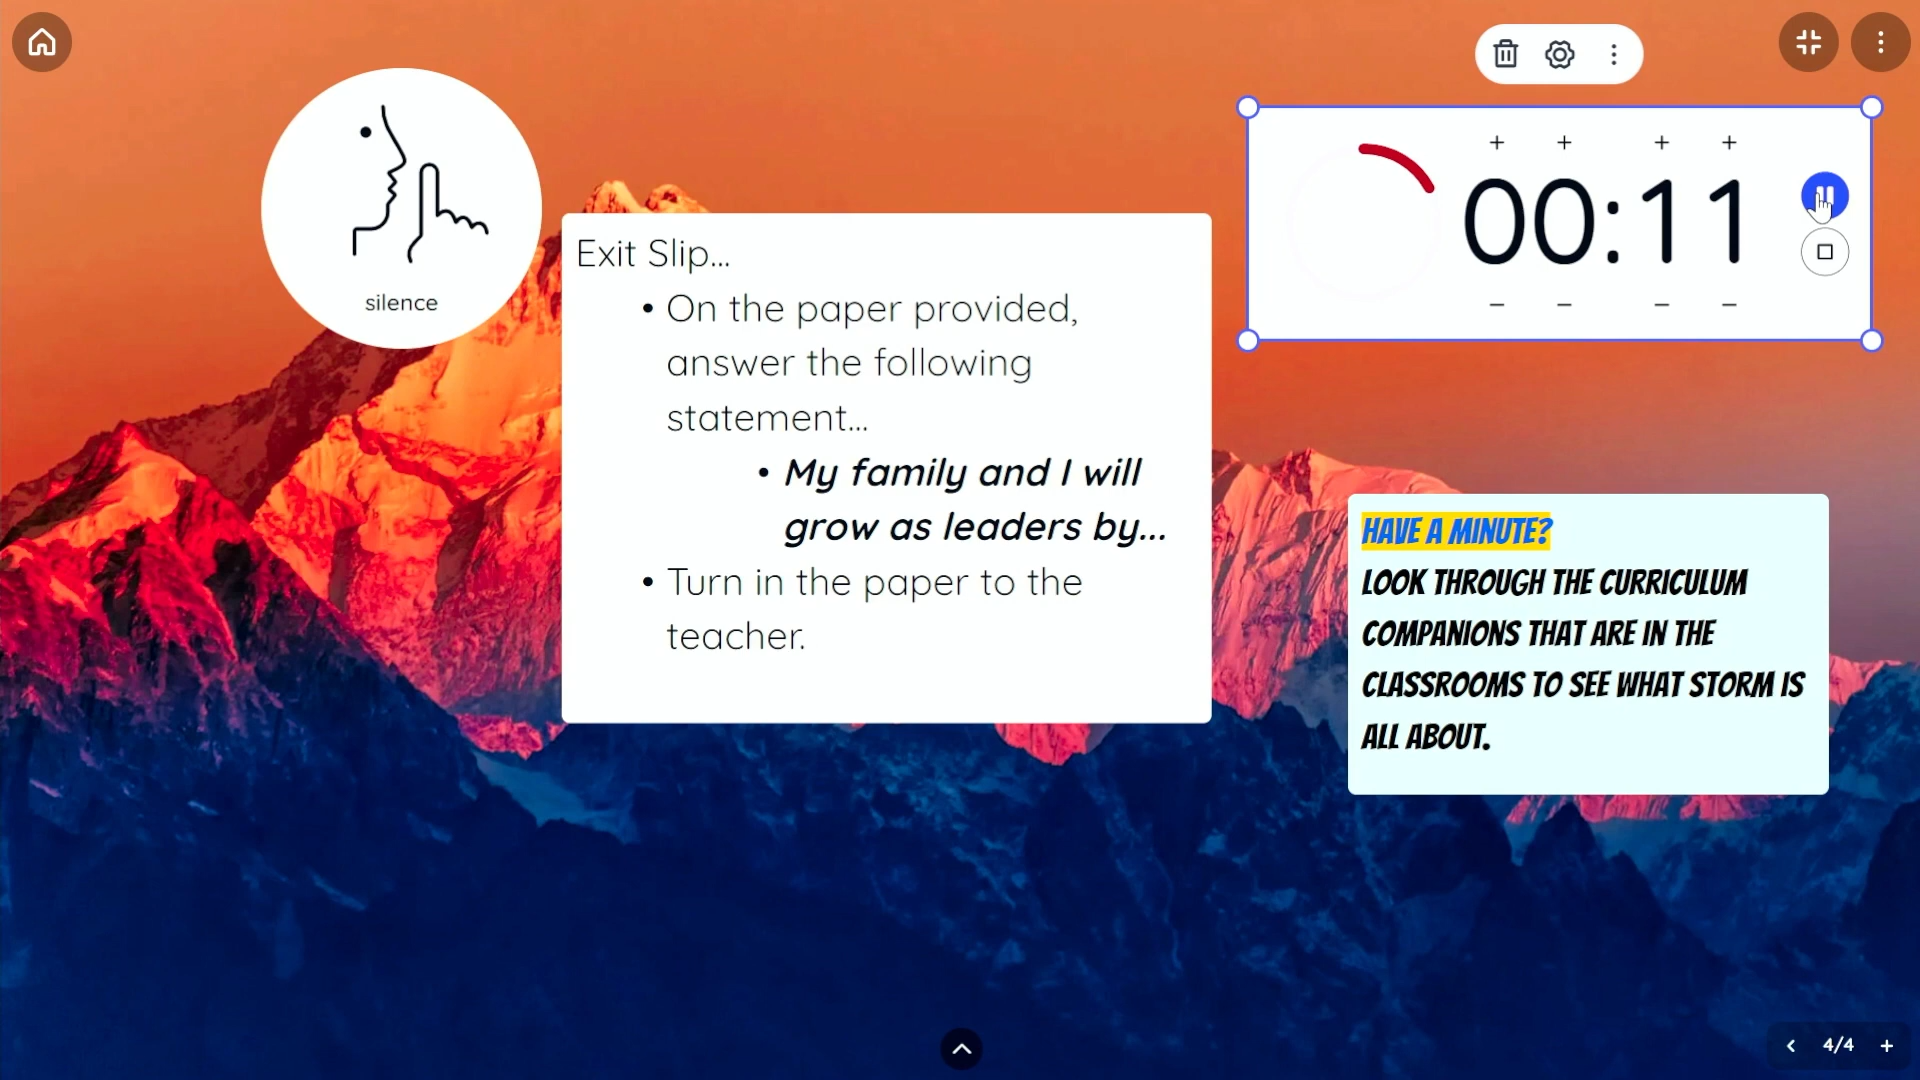 silence
Exit Slip...
• On the paper provided,
answer the following
statement...
• My family and I will
grow as leaders by...
• Turn in the paper to the
teacher.
+ + + +
00:11
− − − −
HAVE A MINUTE?
LOOK THROUGH THE CURRICULUM
COMPANIONS THAT ARE IN THE
CLASSROOMS TO SEE WHAT STORM IS
ALL ABOUT.
4/4 +